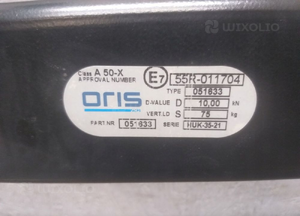 WIXOLIO
Class A 50-X
APPROVAL NUMBER E7 55R-011704
TYPE 051633
oris D-VALUE D 10,00 kN
VERT.LD S 75 kg
PART.NR 051633 SERIE HUK-35-21